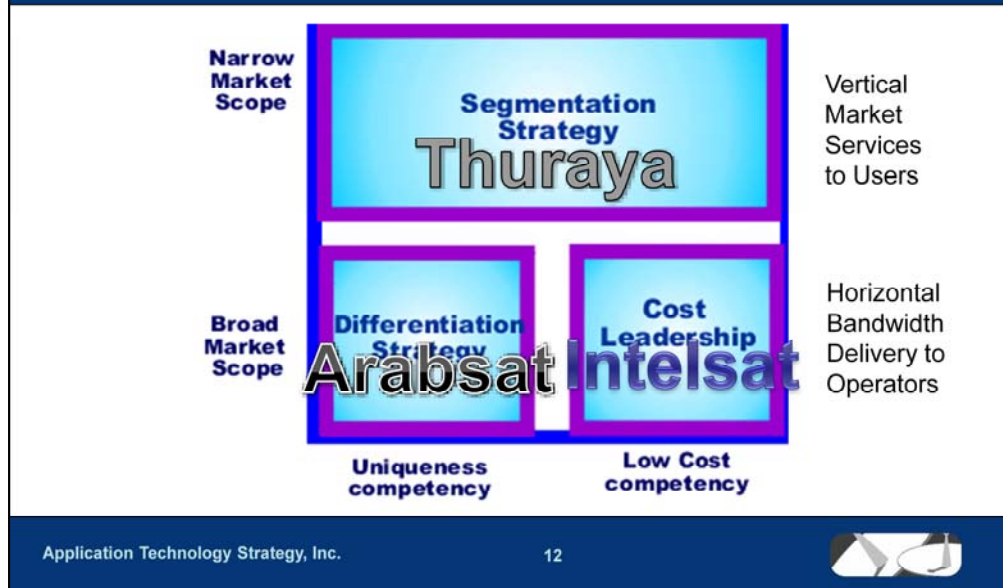 Narrow
Market
Scope
Segmentation
Strategy
Thuraya
Vertical
Market
Services
to Users
Broad
Market
Scope
Differentiation
Strategy
Arabsat
Cost
Leadership
Intelsat
Horizontal
Bandwidth
Delivery to
Operators
Uniqueness
competency
Low Cost
competency
Application Technology Strategy, Inc.
12